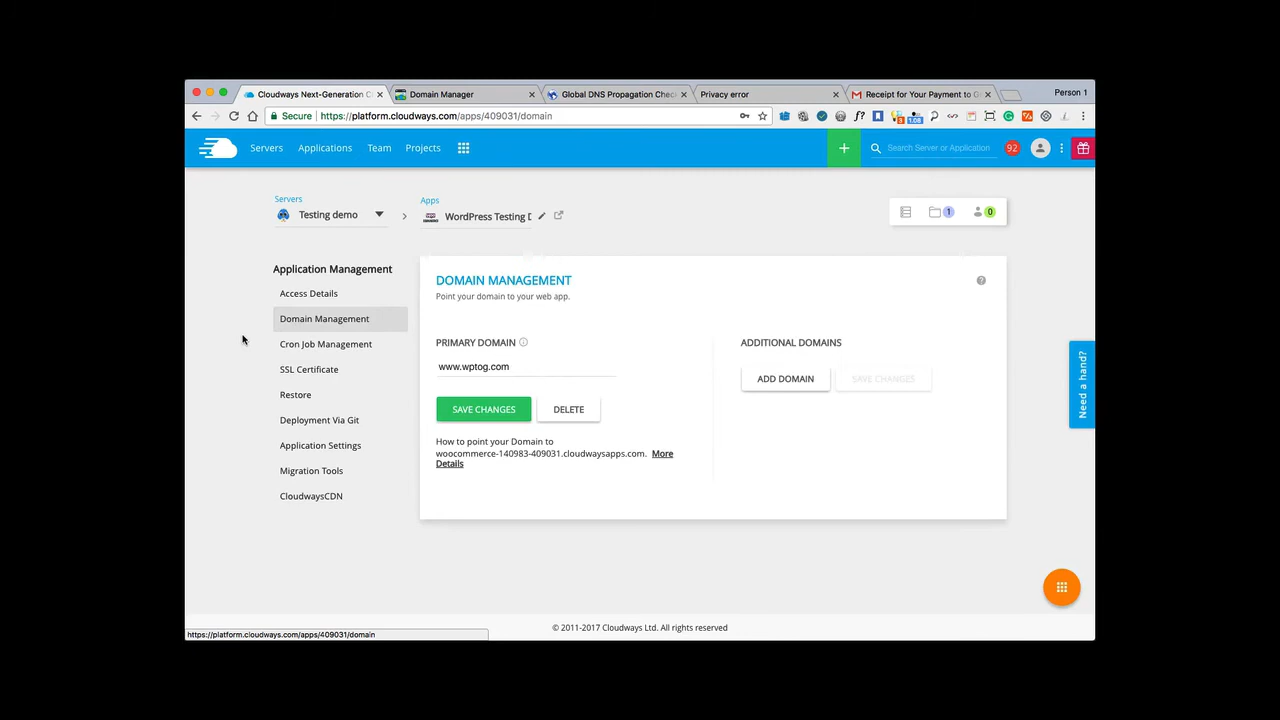 Cloudways Next-Generation C
Domain Manager
Global DNS Propagation Chec
Privacy error
Receipt for Your Payment to G
Person 1
Secure
https://platform.cloudways.com/apps/409031/domain
Servers
Applications
Team
Projects
+
Search Server or Application
92
Servers
Testing demo
Apps
WordPress Testing D
1
0
Application Management
Access Details
Domain Management
Cron Job Management
SSL Certificate
Restore
Deployment Via Git
Application Settings
Migration Tools
CloudwaysCDN
DOMAIN MANAGEMENT
Point your domain to your web app.
PRIMARY DOMAIN
www.wptog.com
SAVE CHANGES
DELETE
How to point your Domain to
woocommerce-140983-409031.cloudwaysapps.com. More
Details
ADDITIONAL DOMAINS
ADD DOMAIN
SAVE CHANGES
Need a hand?
https://platform.cloudways.com/apps/409031/domain
© 2011-2017 Cloudways Ltd. All rights reserved